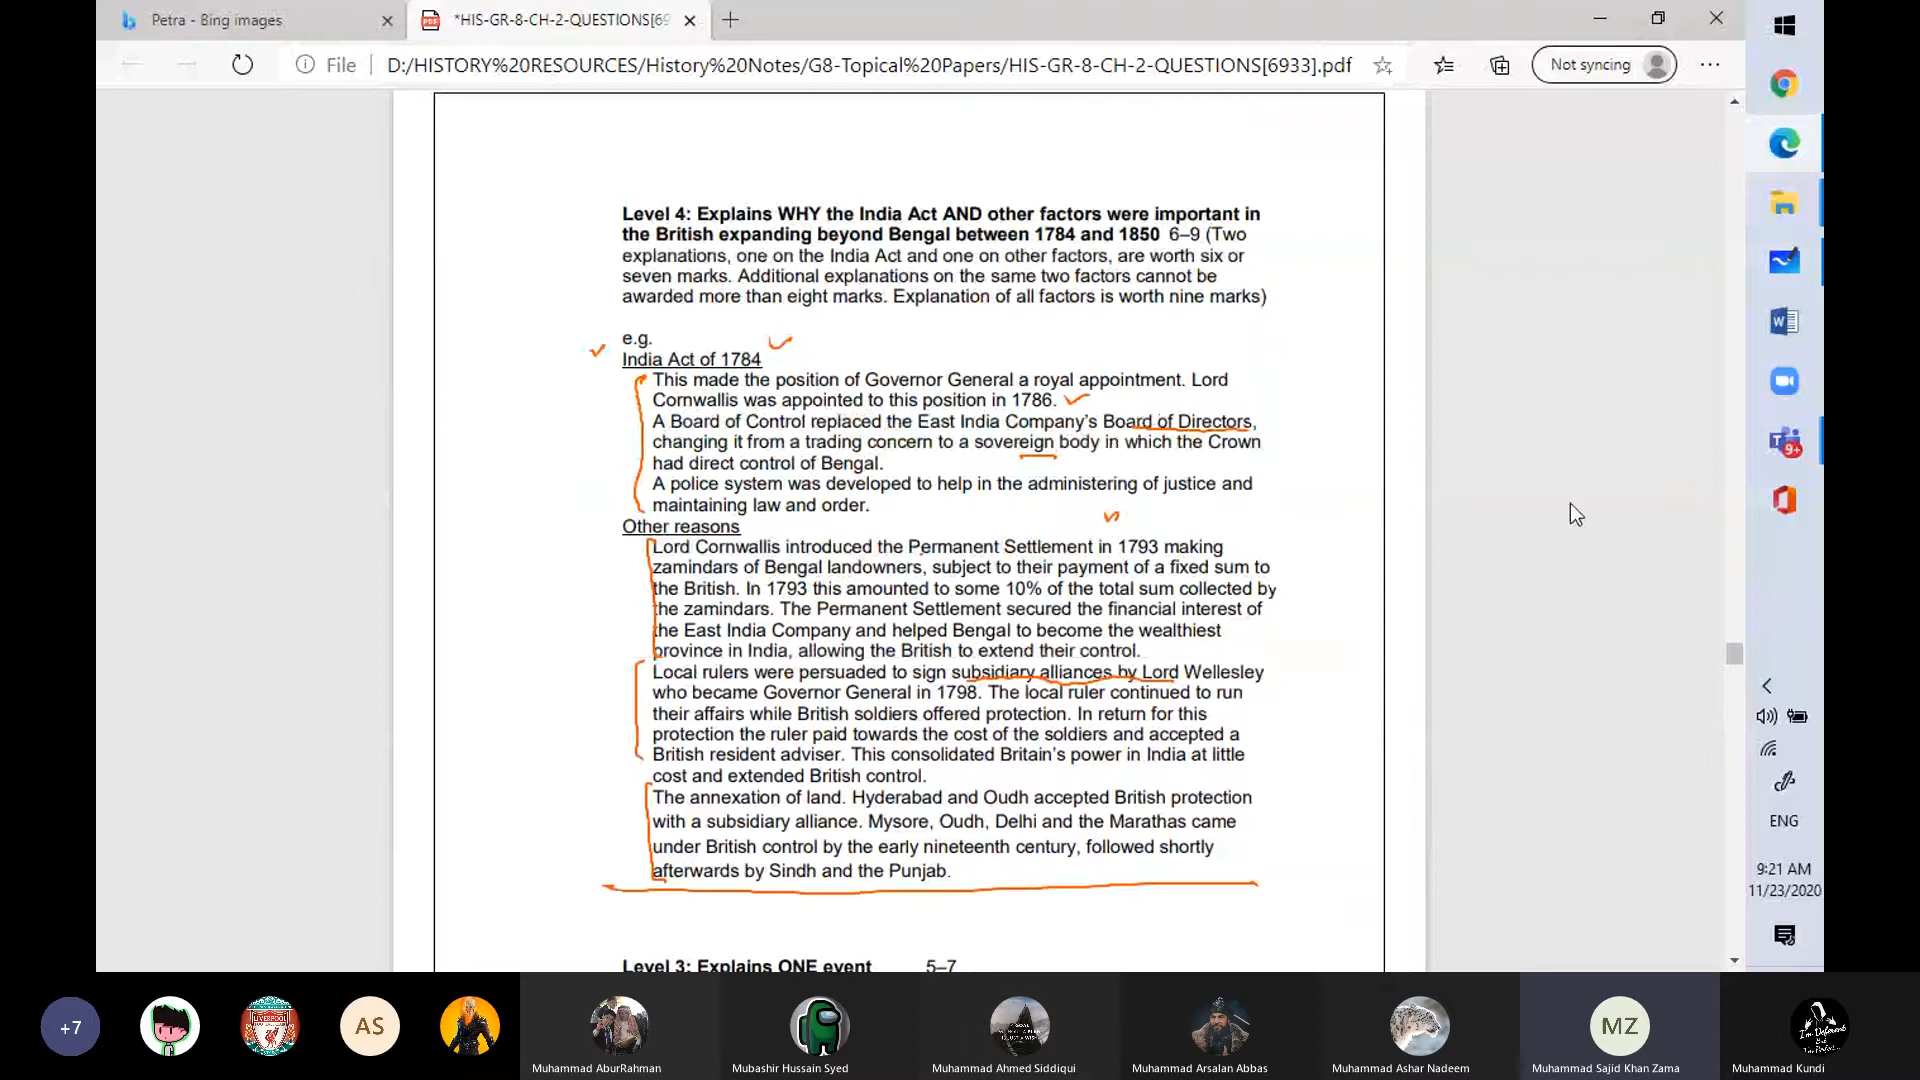 Petra - Bing images
*HIS-GR-8-CH-2-QUESTIONS[69
File
D:/HISTORY%20RESOURCES/History%20Notes/G8-Topical%20Papers/HIS-GR-8-CH-2-QUESTIONS[6933].pdf
Not syncing
Level 4: Explains WHY the India Act AND other factors were important in
the British expanding beyond Bengal between 1784 and 1850 6–9 (Two
explanations, one on the India Act and one on other factors, are worth six or
seven marks. Additional explanations on the same two factors cannot be
awarded more than eight marks. Explanation of all factors is worth nine marks)
e.g.
India Act of 1784
This made the position of Governor General a royal appointment. Lord
Cornwallis was appointed to this position in 1786.
A Board of Control replaced the East India Company's Board of Directors,
changing it from a trading concern to a sovereign body in which the Crown
had direct control of Bengal.
A police system was developed to help in the administering of justice and
maintaining law and order.
Other reasons
Lord Cornwallis introduced the Permanent Settlement in 1793 making
zamindars of Bengal landowners, subject to their payment of a fixed sum to
the British. In 1793 this amounted to some 10% of the total sum collected by
the zamindars. The Permanent Settlement secured the financial interest of
the East India Company and helped Bengal to become the wealthiest
province in India, allowing the British to extend their control.
Local rulers were persuaded to sign subsidiary alliances by Lord Wellesley
who became Governor General in 1798. The local ruler continued to run
their affairs while British soldiers offered protection. In return for this
protection the ruler paid towards the cost of the soldiers and accepted a
British resident adviser. This consolidated Britain's power in India at little
cost and extended British control.
The annexation of land. Hyderabad and Oudh accepted British protection
with a subsidiary alliance. Mysore, Oudh, Delhi and the Marathas came
under British control by the early nineteenth century, followed shortly
afterwards by Sindh and the Punjab.
Level 3: Explains ONE event 5–7
9+
ENG
9:21 AM
11/23/2020
+7
LIVERPOOL
AS
MZ
Muhammad AburRahman
Mubashir Hussain Syed
Muhammad Ahmed Siddiqui
Muhammad Arsalan Abbas
Muhammad Ashar Nadeem
Muhammad Sajid Khan Zama
Muhammad Kundi